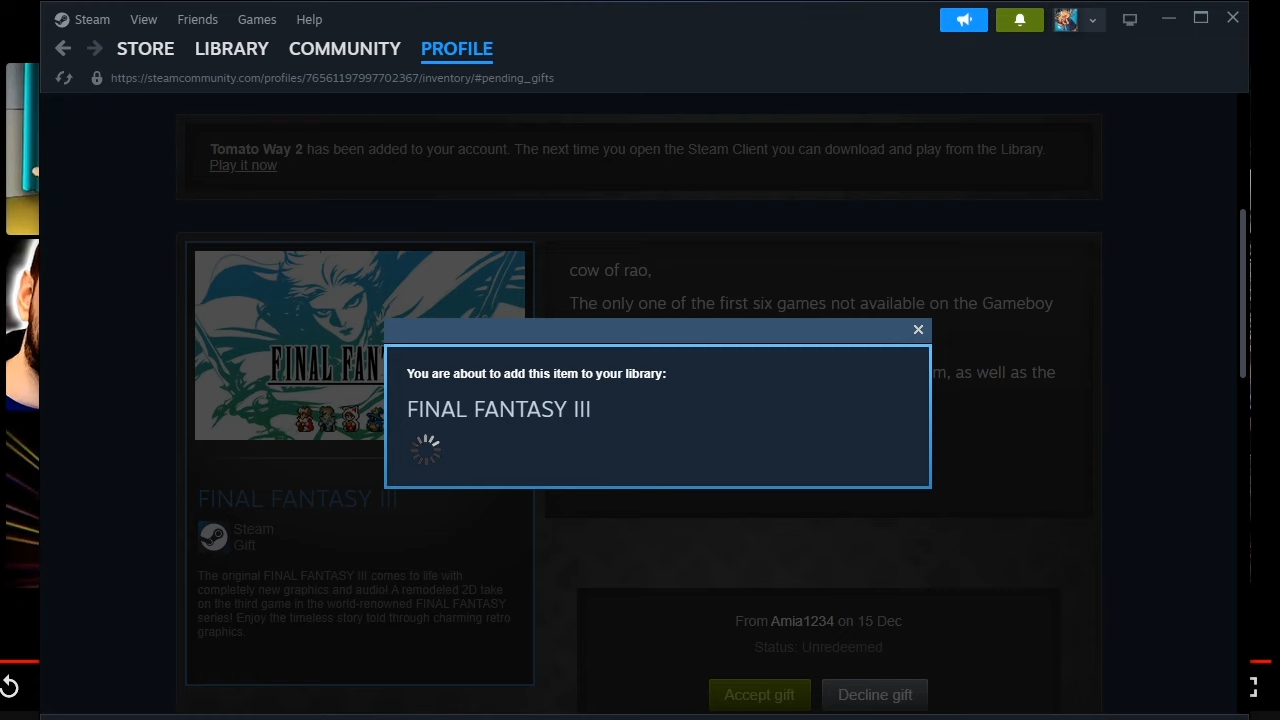 Steam View Friends Games Help
STORE LIBRARY COMMUNITY PROFILE
https://steamcommunity.com/profiles/76561197997702367/inventory/#pending_gifts
Tomato Way 2 has been added to your account. The next time you open the Steam Client you can download and play from the Library.
Play it now
cow of rao,
The only one of the first six games not available on the Gameboy
m, as well as the
FINAL FAN
You are about to add this item to your library:
FINAL FANTASY III
FINAL FANTASY III
Steam
Gift
The original FINAL FANTASY III comes to life with
completely new graphics and audio! A remodeled 2D take
on the third game in the world-renowned FINAL FANTASY
series! Enjoy the timeless story told through charming retro
graphics.
From Amia1234 on 15 Dec
Status: Unredeemed
Accept gift Decline gift